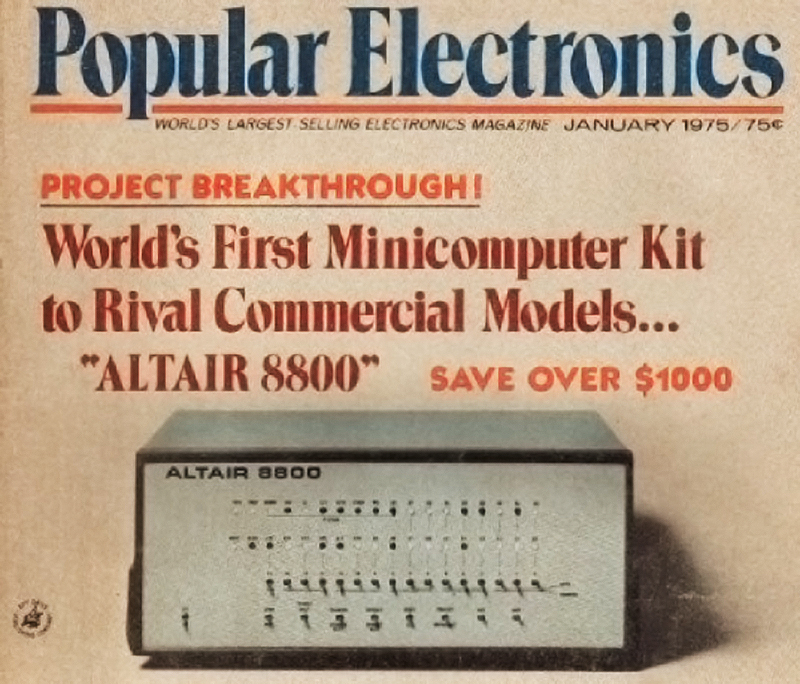 Popular Electronics
WORLD'S LARGEST-SELLING ELECTRONICS MAGAZINE JANUARY 1975/75¢
PROJECT BREAKTHROUGH!
World's First Minicomputer Kit
to Rival Commercial Models...
"ALTAIR 8800" SAVE OVER $1000
ALTAIR 8800